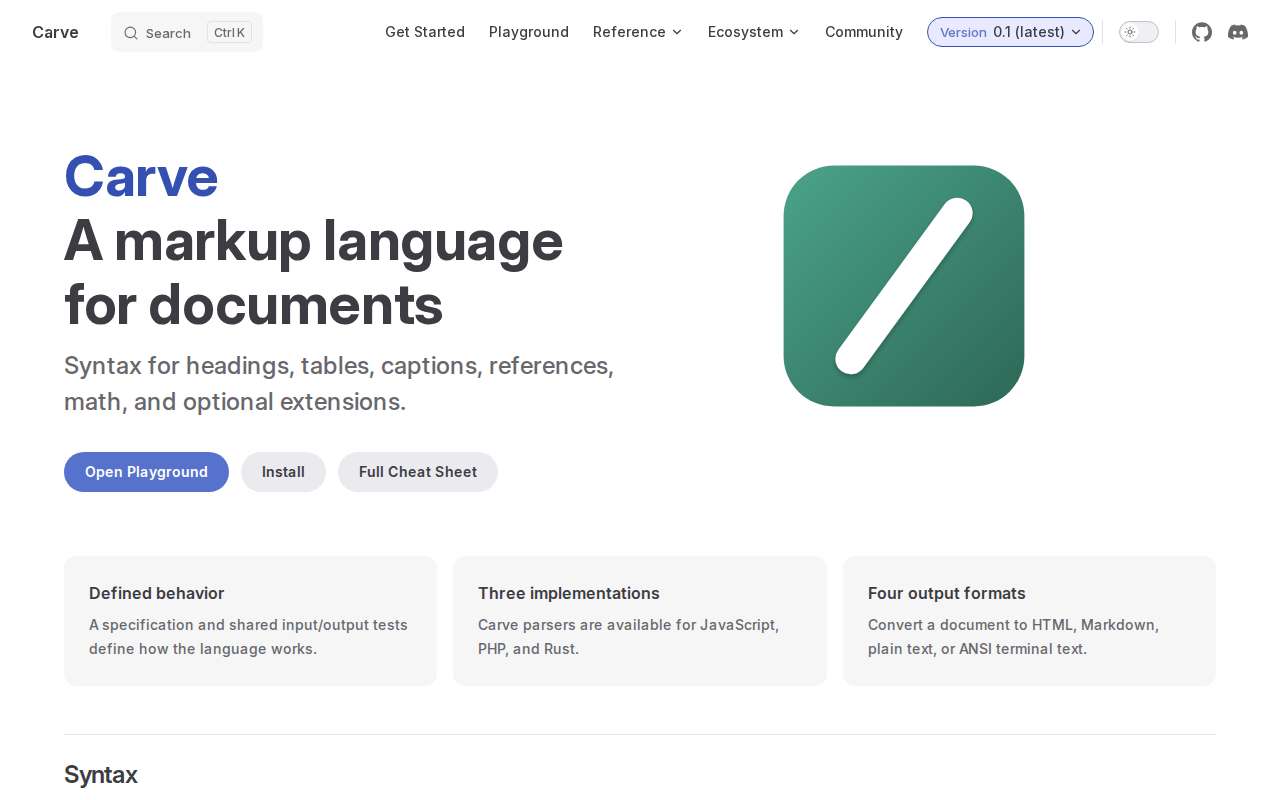 Carve
Search Ctrl K
Get Started
Playground
Reference
Ecosystem
Community
Version 0.1 (latest)
Carve
A markup language
for documents
Syntax for headings, tables, captions, references,
math, and optional extensions.
Open Playground
Install
Full Cheat Sheet
Defined behavior
A specification and shared input/output tests
define how the language works.
Three implementations
Carve parsers are available for JavaScript,
PHP, and Rust.
Four output formats
Convert a document to HTML, Markdown,
plain text, or ANSI terminal text.
Syntax